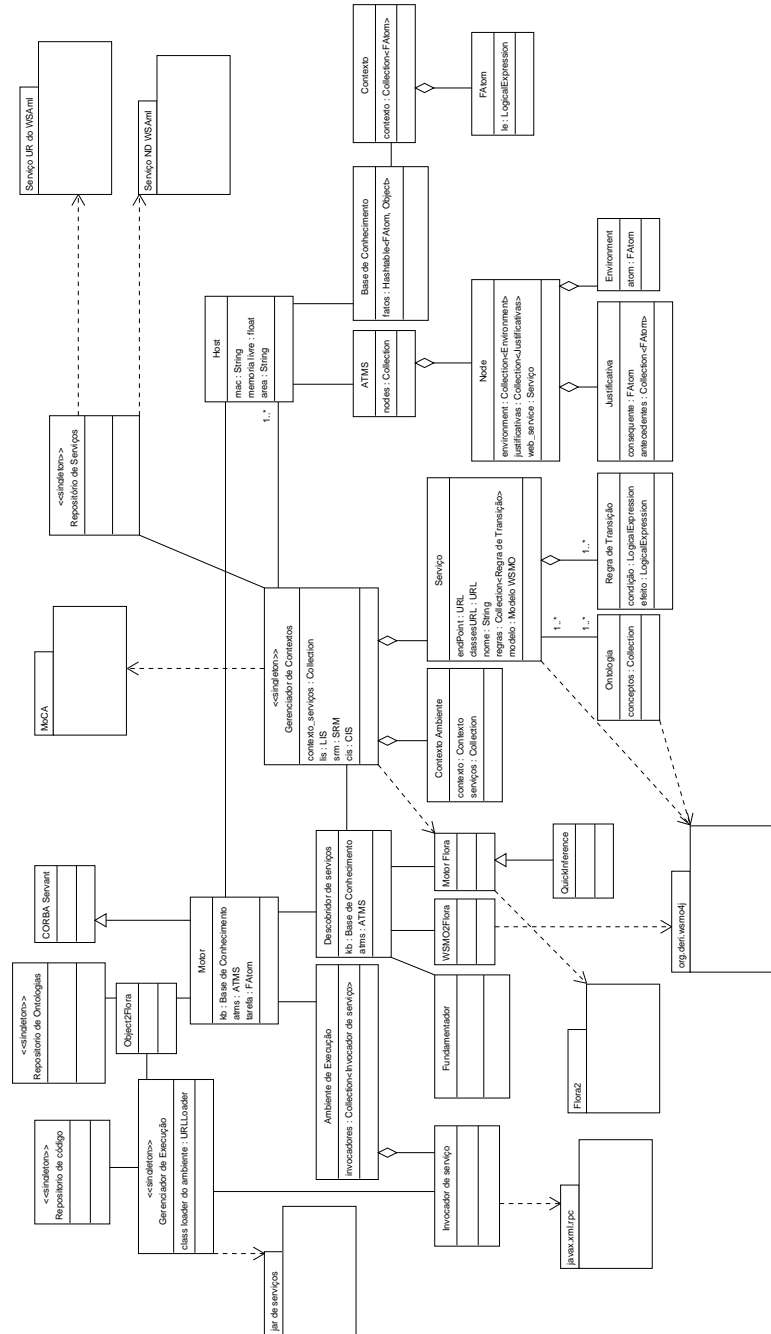 <<singleton>>
Repositorio de código
<<singleton>>
Repositorio de Ontologias
CORBA Servant
MoCA
<<singleton>>
Repositório de Serviços
Serviço UR do WSAmI
Serviço ND WSAmI
<<singleton>>
Gerenciador de Execução
class loader do ambiente : URLLoader
Object2Flora
Motor
kb : Base de Conhecimento
atms : ATMS
tarefa : FAtom
<<singleton>>
Gerenciador de Contextos
contexto_serviços : Collection
lis : LIS
srm : SRM
cis : CIS
Host
mac : String
memoria livre : float
area : String
1..*
jar de serviços
Ambiente de Execução
invocadores : Collection<Invocador de serviço>
Descobridor de serviços
kb : Base de Conhecimento
atms : ATMS
ATMS
nodes : Collection
Base de Conhecimento
fatos : Hashtable<FAtom, Object>
Contexto
contexto : Collection<FAtom>
Invocador de serviço
Fundamentador
WSMO2Flora
Motor Flora
Contexto Ambiente
contexto : Contexto
serviços : Collection
Serviço
endPoint : URL
classesURL : URL
nome : String
regras : Collection<Regra de Transição>
modelo : Modelo WSMO
Node
environment : Collection<Environment>
justificativas : Collection<Justificativas>
web_service : Serviço
FAtom
le : LogicalExpression
QuickInference
1..*
1..*
1..*
javax.xml.rpc
Flora2
org.deri.wsmo4j
Ontologia
conceptos : Collection
Regra de Transição
condição : LogicalExpression
efeito : LogicalExpression
Justificativa
consequente : FAtom
antecedentes : Collection<FAtom>
Environment
atom : FAtom